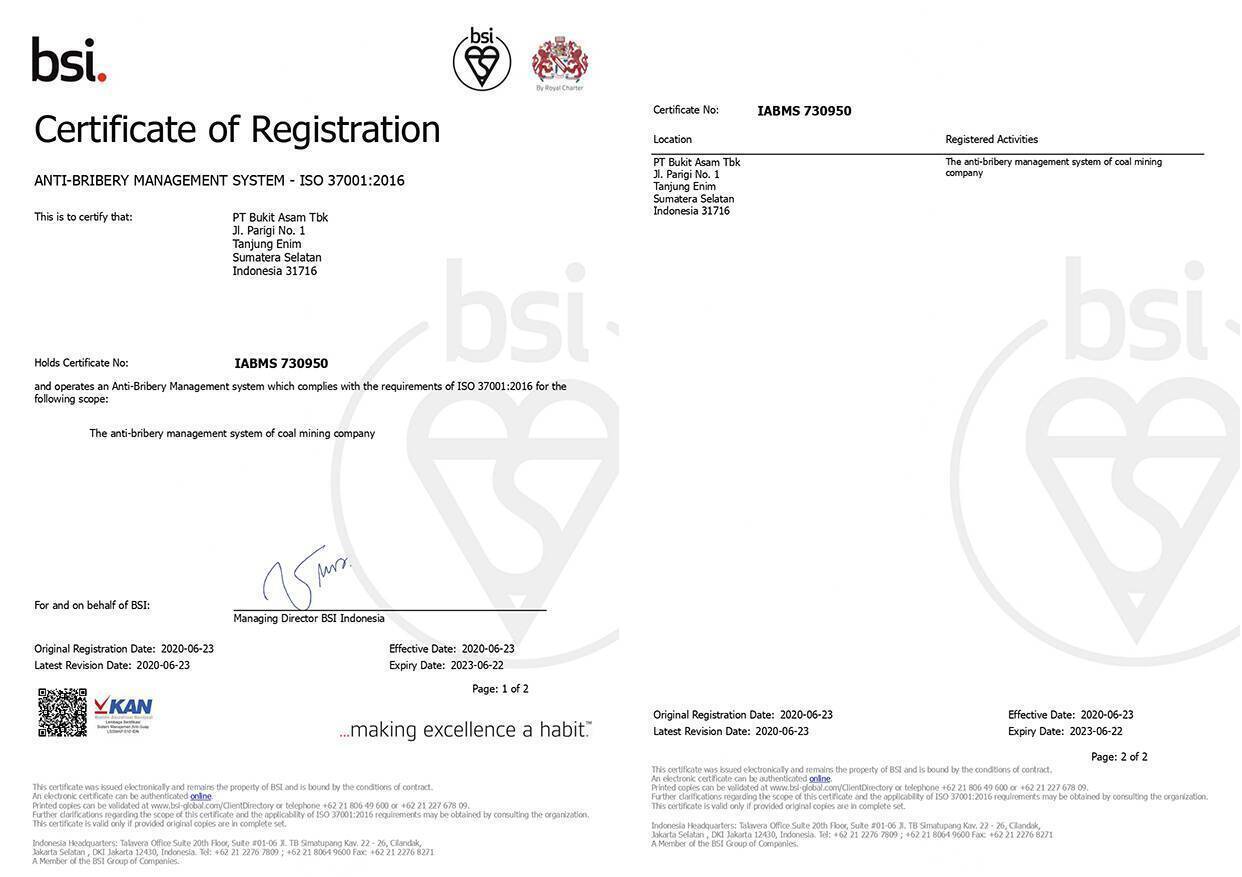 bsi.
bsi
By Royal Charter
Certificate of Registration
ANTI-BRIBERY MANAGEMENT SYSTEM - ISO 37001:2016
This is to certify that:
PT Bukit Asam Tbk
Jl. Parigi No. 1
Tanjung Enim
Sumatera Selatan
Indonesia 31716
bsi
Holds Certificate No:
IABMS 730950
and operates an Anti-Bribery Management system which complies with the requirements of ISO 37001:2016 for the
following scope:
The anti-bribery management system of coal mining company
For and on behalf of BSI:
Managing Director BSI Indonesia
Original Registration Date: 2020-06-23
Effective Date: 2020-06-23
Latest Revision Date: 2020-06-23
Expiry Date: 2023-06-22
Page: 1 of 2
KAN
Komite Akreditasi Nasional
Lembaga Sertifikasi
Sistem Manajemen Anti Suap
...making excellence a habit.™
This certificate was issued electronically and remains the property of BSI and is bound by the conditions of contract.
An electronic certificate can be authenticated online.
Printed copies can be validated at www.bsi-global.com/ClientDirectory or telephone +62 21 806 49 600 or +62 21 227 678 09.
Further clarifications regarding the scope of this certificate and the applicability of ISO 37001:2016 requirements may be obtained by consulting the organization.
This certificate is valid only if provided original copies are in complete set.
Indonesia Headquarters: Talavera Office Suite 20th Floor, Suite #01-06 Jl. TB Simatupang Kav. 22 - 26, Cilandak,
Jakarta Selatan , DKI Jakarta 12430, Indonesia. Tel: +62 21 2276 7809 ; +62 21 8064 9600 Fax: +62 21 2276 8271
A Member of the BSI Group of Companies.
Certificate No:
IABMS 730950
Location
Registered Activities
PT Bukit Asam Tbk
Jl. Parigi No. 1
Tanjung Enim
Sumatera Selatan
Indonesia 31716
The anti-bribery management system of coal mining
company
bsi
Original Registration Date: 2020-06-23
Effective Date: 2020-06-23
Latest Revision Date: 2020-06-23
Expiry Date: 2023-06-22
Page: 2 of 2
This certificate was issued electronically and remains the property of BSI and is bound by the conditions of contract.
An electronic certificate can be authenticated online.
Printed copies can be validated at www.bsi-global.com/ClientDirectory or telephone +62 21 806 49 600 or +62 21 227 678 09.
Further clarifications regarding the scope of this certificate and the applicability of ISO 37001:2016 requirements may be obtained by consulting the organization.
This certificate is valid only if provided original copies are in complete set.
Indonesia Headquarters: Talavera Office Suite 20th Floor, Suite #01-06 Jl. TB Simatupang Kav. 22 - 26, Cilandak,
Jakarta Selatan , DKI Jakarta 12430, Indonesia. Tel: +62 21 2276 7809 ; +62 21 8064 9600 Fax: +62 21 2276 8271
A Member of the BSI Group of Companies.